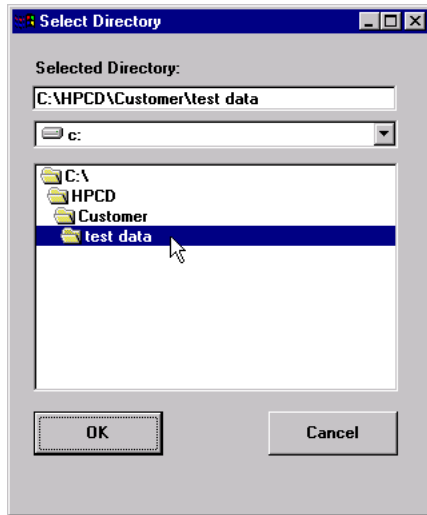 Select Directory
Selected Directory:
C:\HPCD\Customer\test data
c:
C:\
HPCD
Customer
test data
OK Cancel